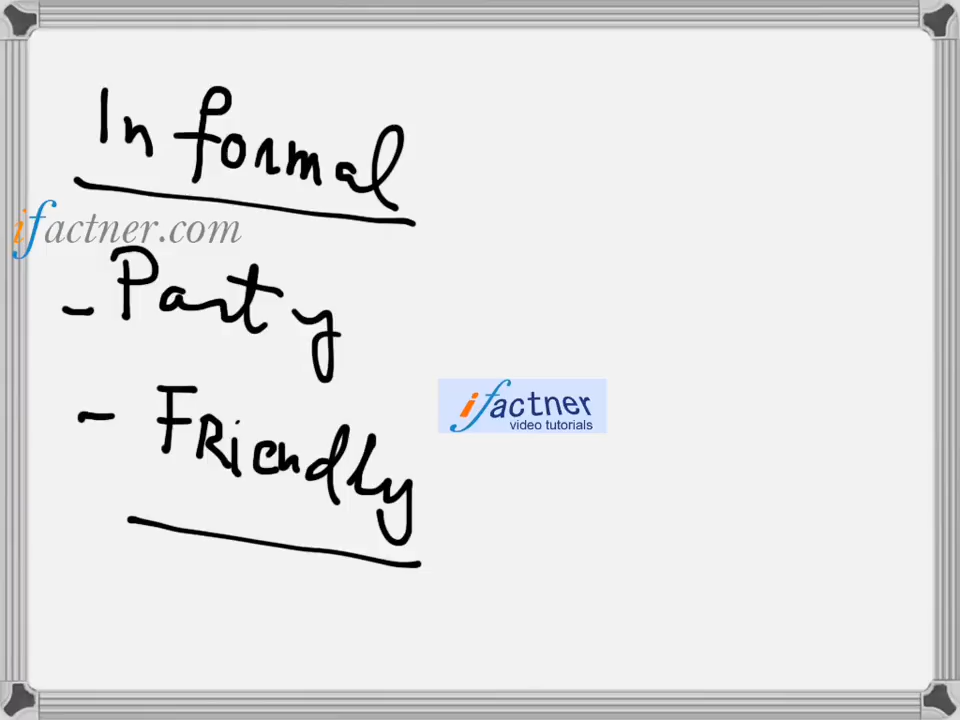 Informal
ifactner.com
- Party
- Friendly
ifactner
video tutorials